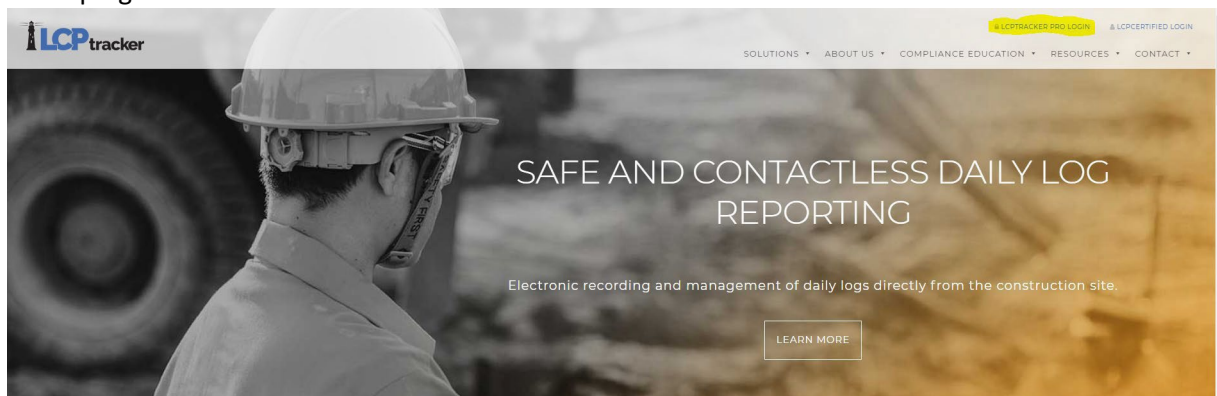 LCPtracker
LCPTRACKER PRO LOGIN
LCPCERTIFIED LOGIN
SOLUTIONS
ABOUT US
COMPLIANCE EDUCATION
RESOURCES
CONTACT
SAFE AND CONTACTLESS DAILY LOG
REPORTING
Electronic recording and management of daily logs directly from the construction site.
LEARN MORE